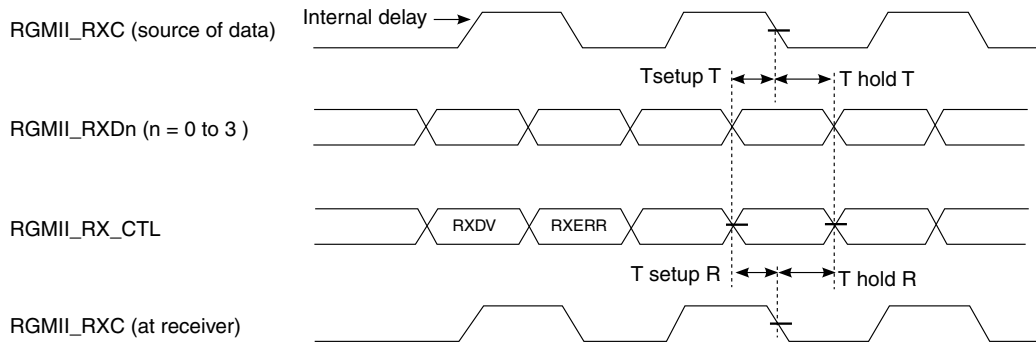 Internal delay
RGMII_RXC (source of data)
Tsetup T
T hold T
RGMII_RXDn (n = 0 to 3 )
RGMII_RX_CTL
RXDV
RXERR
T setup R
T hold R
RGMII_RXC (at receiver)